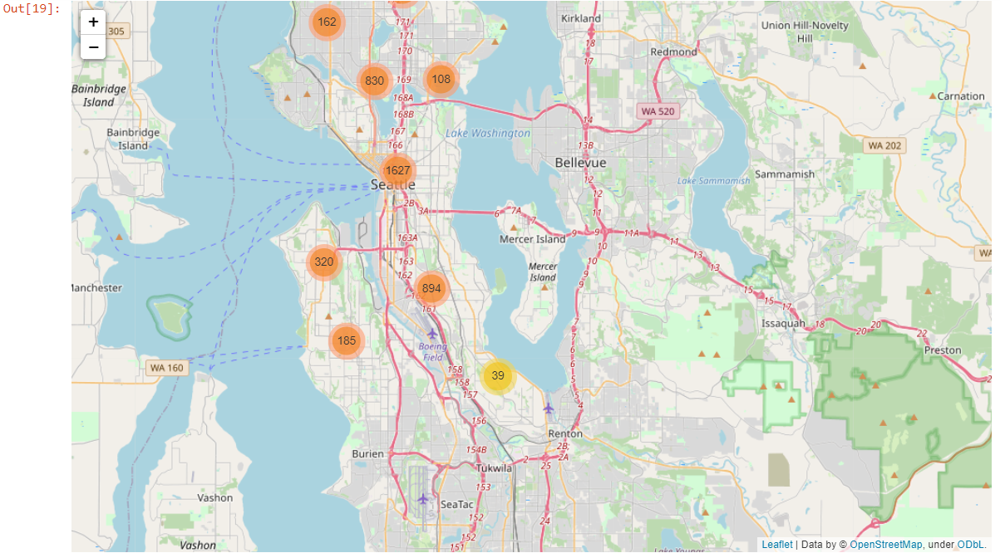 Out[19]:
+
−
305
162
171
171
170
169
168A
168B
167
166
830
108
18
17
Kirkland
Redmond
Union Hill-Novelty
Hill
Carnation
WA 520
WA 202
14
13B
12
12
11
Bainbridge
Island
Bainbridge
Island
Lake Washington
Bellevue
Lake Sammamish
Sammamish
1627
Seattle
2B
3A
6
7A
7
9
9
11A
11
13
13
10
10
9
9
Mercer Island
Mercer
Island
163A
163
162
161
320
894
185
39
Manchester
WA 160
Boeing
Field
15
15
17
18
20
20
22
Issaquah
Preston
7
7
6
6
6
5
5
4
158
158
157
156
154B
153
152
152
151
Renton
2B
2A
2
25
24
Burien
Tukwila
SeaTac
Vashon
Vashon
Leaflet | Data by © OpenStreetMap, under ODbL.